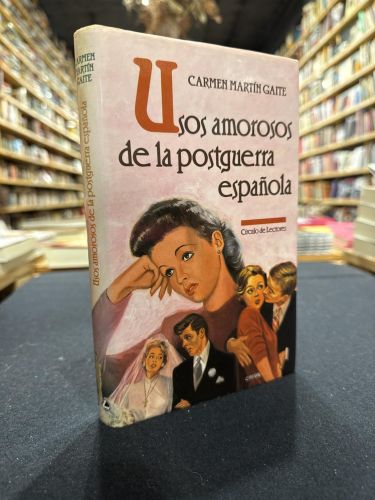 CARMEN MARTÍN GAITE
Usos amorosos
de la postguerra
española
Círculo de Lectores
CARMEN
MARTÍN
GAITE
Usos amorosos de la postguerra española